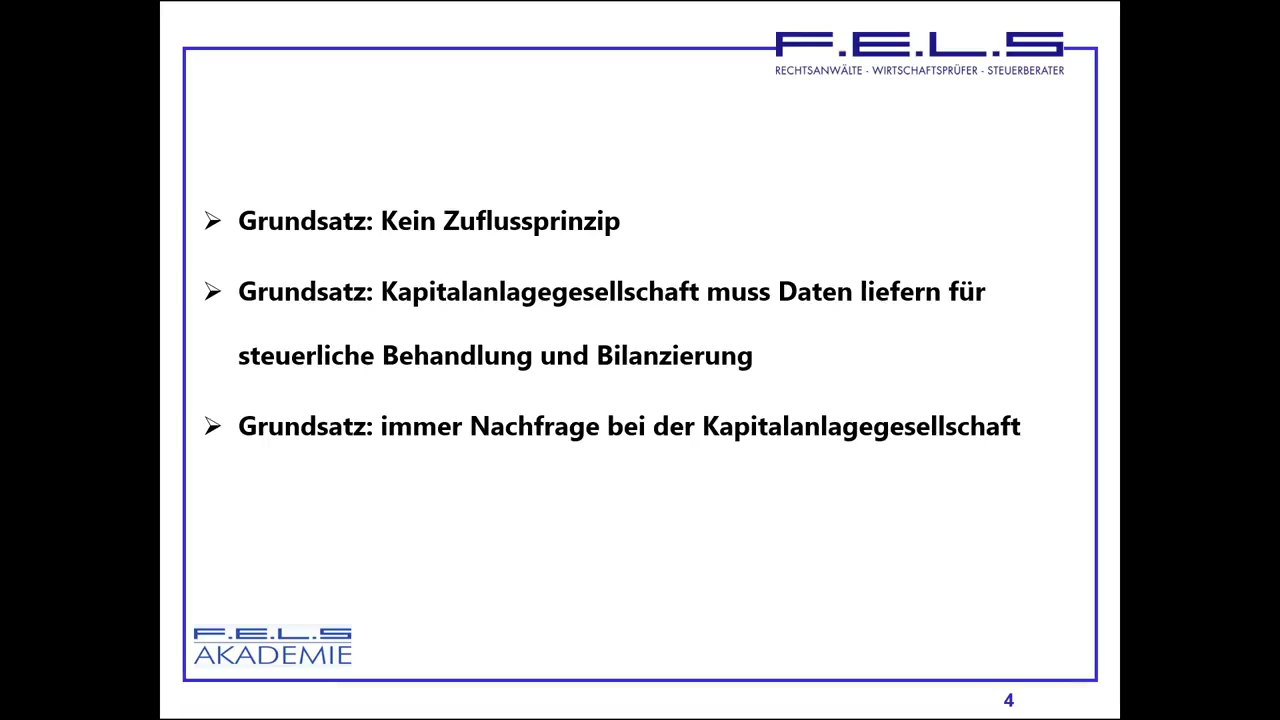 F.E.L.S
RECHTSANWÄLTE - WIRTSCHAFTSPRÜFER - STEUERBERATER
Grundsatz: Kein Zuflussprinzip
Grundsatz: Kapitalanlagegesellschaft muss Daten liefern für
steuerliche Behandlung und Bilanzierung
Grundsatz: immer Nachfrage bei der Kapitalanlagegesellschaft
F.E.L.S
AKADEMIE
4